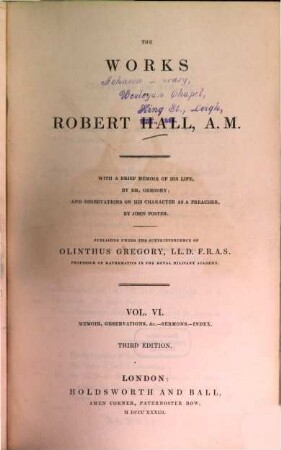 THE
WORKS
Wesleyan Chapel,
King St., Leigh,
ROBERT HALL, A.M.
WITH A BRIEF MEMOIR OF HIS LIFE,
BY DR. GREGORY;
AND OBSERVATIONS ON HIS CHARACTER AS A PREACHER,
BY JOHN FOSTER.
PUBLISHED UNDER THE SUPERINTENDENCE OF
OLINTHUS GREGORY, LL.D. F.R.A.S.
PROFESSOR OF MATHEMATICS IN THE ROYAL MILITARY ACADEMY.
VOL. VI.
MEMOIR, OBSERVATIONS, &c.—SERMONS.—INDEX.
THIRD EDITION.
LONDON:
HOLDSWORTH AND BALL,
AMEN CORNER, PATERNOSTER ROW.
M DCCC XXXIII.